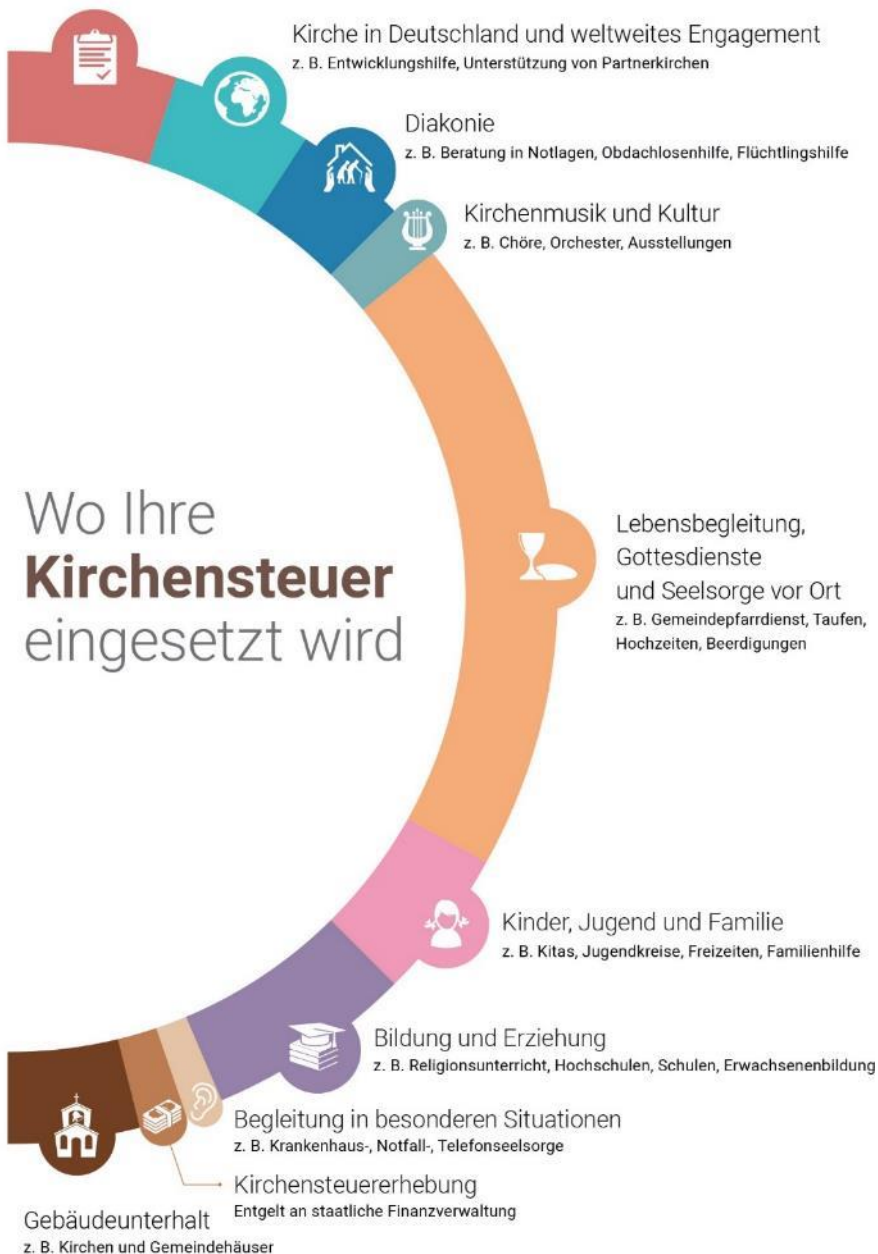 Kirche in Deutschland und weltweites Engagement
z. B. Entwicklungshilfe, Unterstützung von Partnerkirchen
Diakonie
z. B. Beratung in Notlagen, Obdachlosenhilfe, Flüchtlingshilfe
Kirchenmusik und Kultur
z. B. Chöre, Orchester, Ausstellungen
Wo Ihre
Kirchensteuer
eingesetzt wird
Lebensbegleitung,
Gottesdienste
und Seelsorge vor Ort
z. B. Gemeindepfarrdienst, Taufen,
Hochzeiten, Beerdigungen
Kinder, Jugend und Familie
z. B. Kitas, Jugendkreise, Freizeiten, Familienhilfe
Bildung und Erziehung
z. B. Religionsunterricht, Hochschulen, Schulen, Erwachsenenbildung
Begleitung in besonderen Situationen
z. B. Krankenhaus-, Notfall-, Telefonseelsorge
Kirchensteuererhebung
Entgelt an staatliche Finanzverwaltung
Gebäudeunterhalt
z. B. Kirchen und Gemeindehäuser